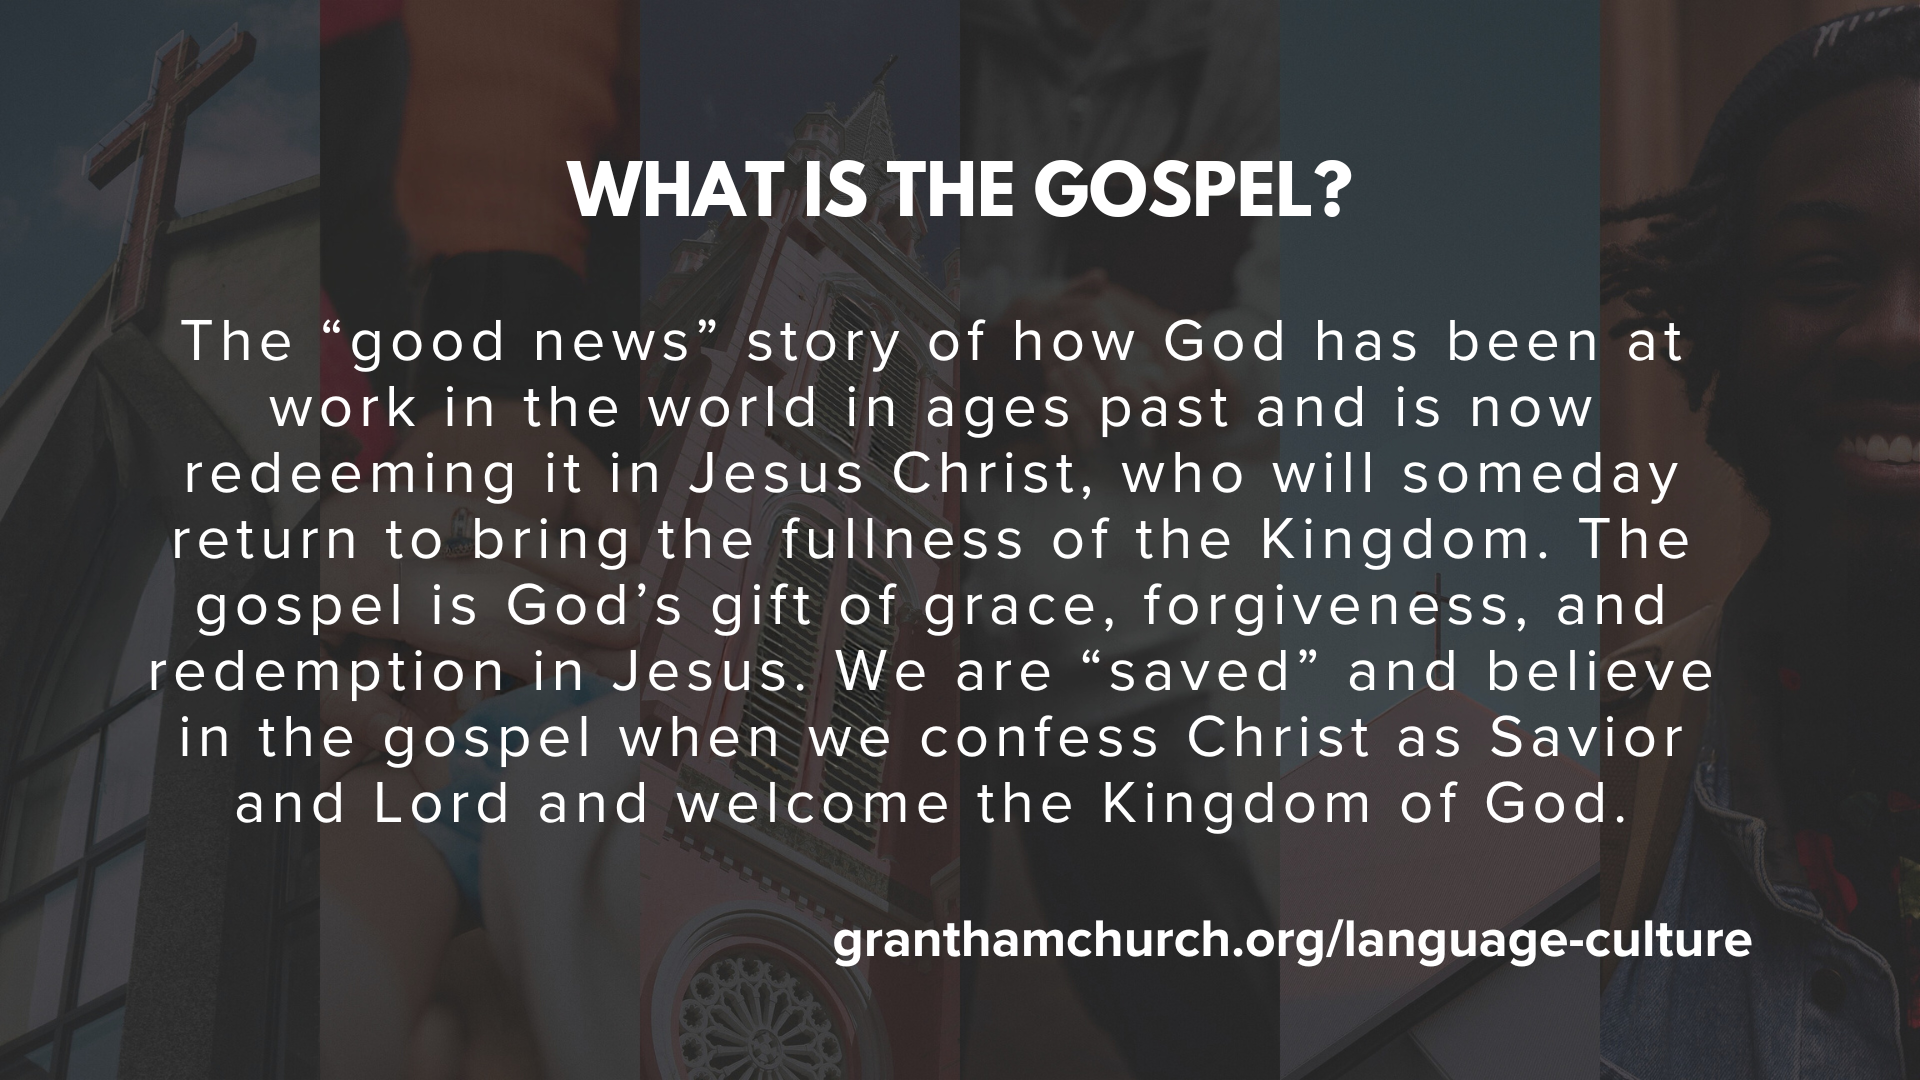 WHAT IS THE GOSPEL?
The “good news” story of how God has been at
work in the world in ages past and is now
redeeming it in Jesus Christ, who will someday
return to bring the fullness of the Kingdom. The
gospel is God’s gift of grace, forgiveness, and
redemption in Jesus. We are “saved” and believe
in the gospel when we confess Christ as Savior
and Lord and welcome the Kingdom of God.
granthamchurch.org/language-culture